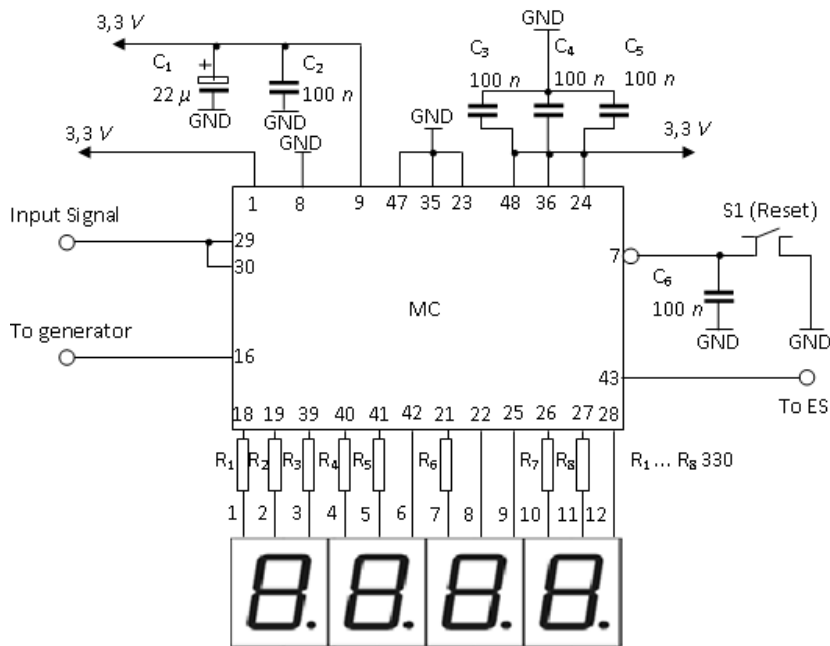 GND
3,3 V
C₁
+
22 μ
GND
C₂
100 n
GND
C₃
100 n
C₄
100 n
C₅
100 n
GND
3,3 V
GND
3,3 V
1
8
9
47
35
23
48
36
24
Input Signal
29
30
7
S1 (Reset)
C₆
100 n
GND
GND
MC
To generator
16
43
To ES
18
19
39
40
41
42
21
22
25
26
27
28
R₁
R₂
R₃
R₄
R₅
R₆
R₇
R₈
R₁ ... R₈ 330
1
2
3
4
5
6
7
8
9
10
11
12
8.
8.
8.
8.